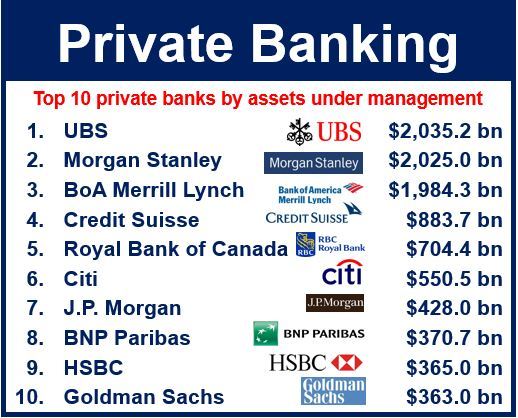 Private Banking
Top 10 private banks by assets under management
1. UBS UBS $2,035.2 bn
2. Morgan Stanley Morgan Stanley $2,025.0 bn
3. BoA Merrill Lynch Bank of America Merrill Lynch $1,984.3 bn
4. Credit Suisse CREDIT SUISSE $883.7 bn
5. Royal Bank of Canada RBC RBC Royal Bank $704.4 bn
6. Citi citi $550.5 bn
7. J.P. Morgan J.P.Morgan $428.0 bn
8. BNP Paribas BNP PARIBAS $370.7 bn
9. HSBC HSBC $365.0 bn
10. Goldman Sachs Goldman Sachs $363.0 bn